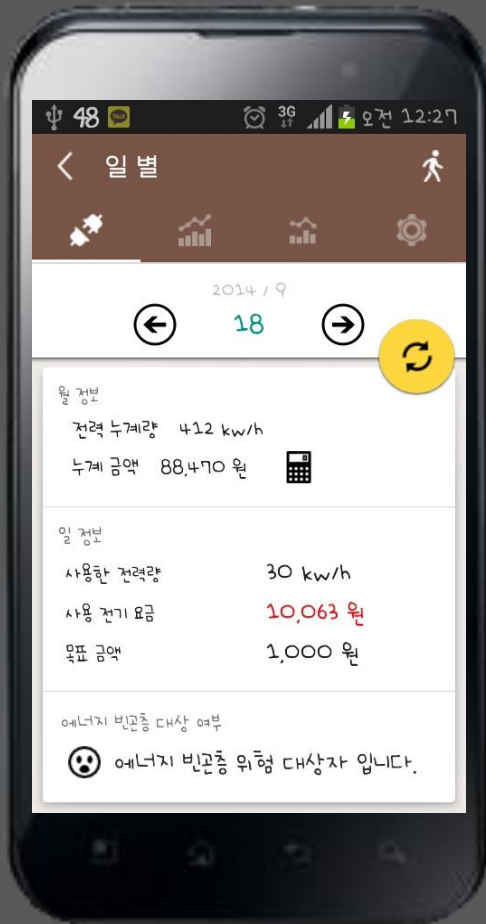 48 TALK 3G 오전 12:27
일별
2014 / 9
18
월 정보
전력 누계량 412 kw/h
누계 금액 88,470 원
일 정보
사용한 전력량 30 kw/h
사용 전기 요금 10,063 원
목표 금액 1,000 원
에너지 빈곤층 대상 여부
에너지 빈곤층 위험 대상자 입니다.